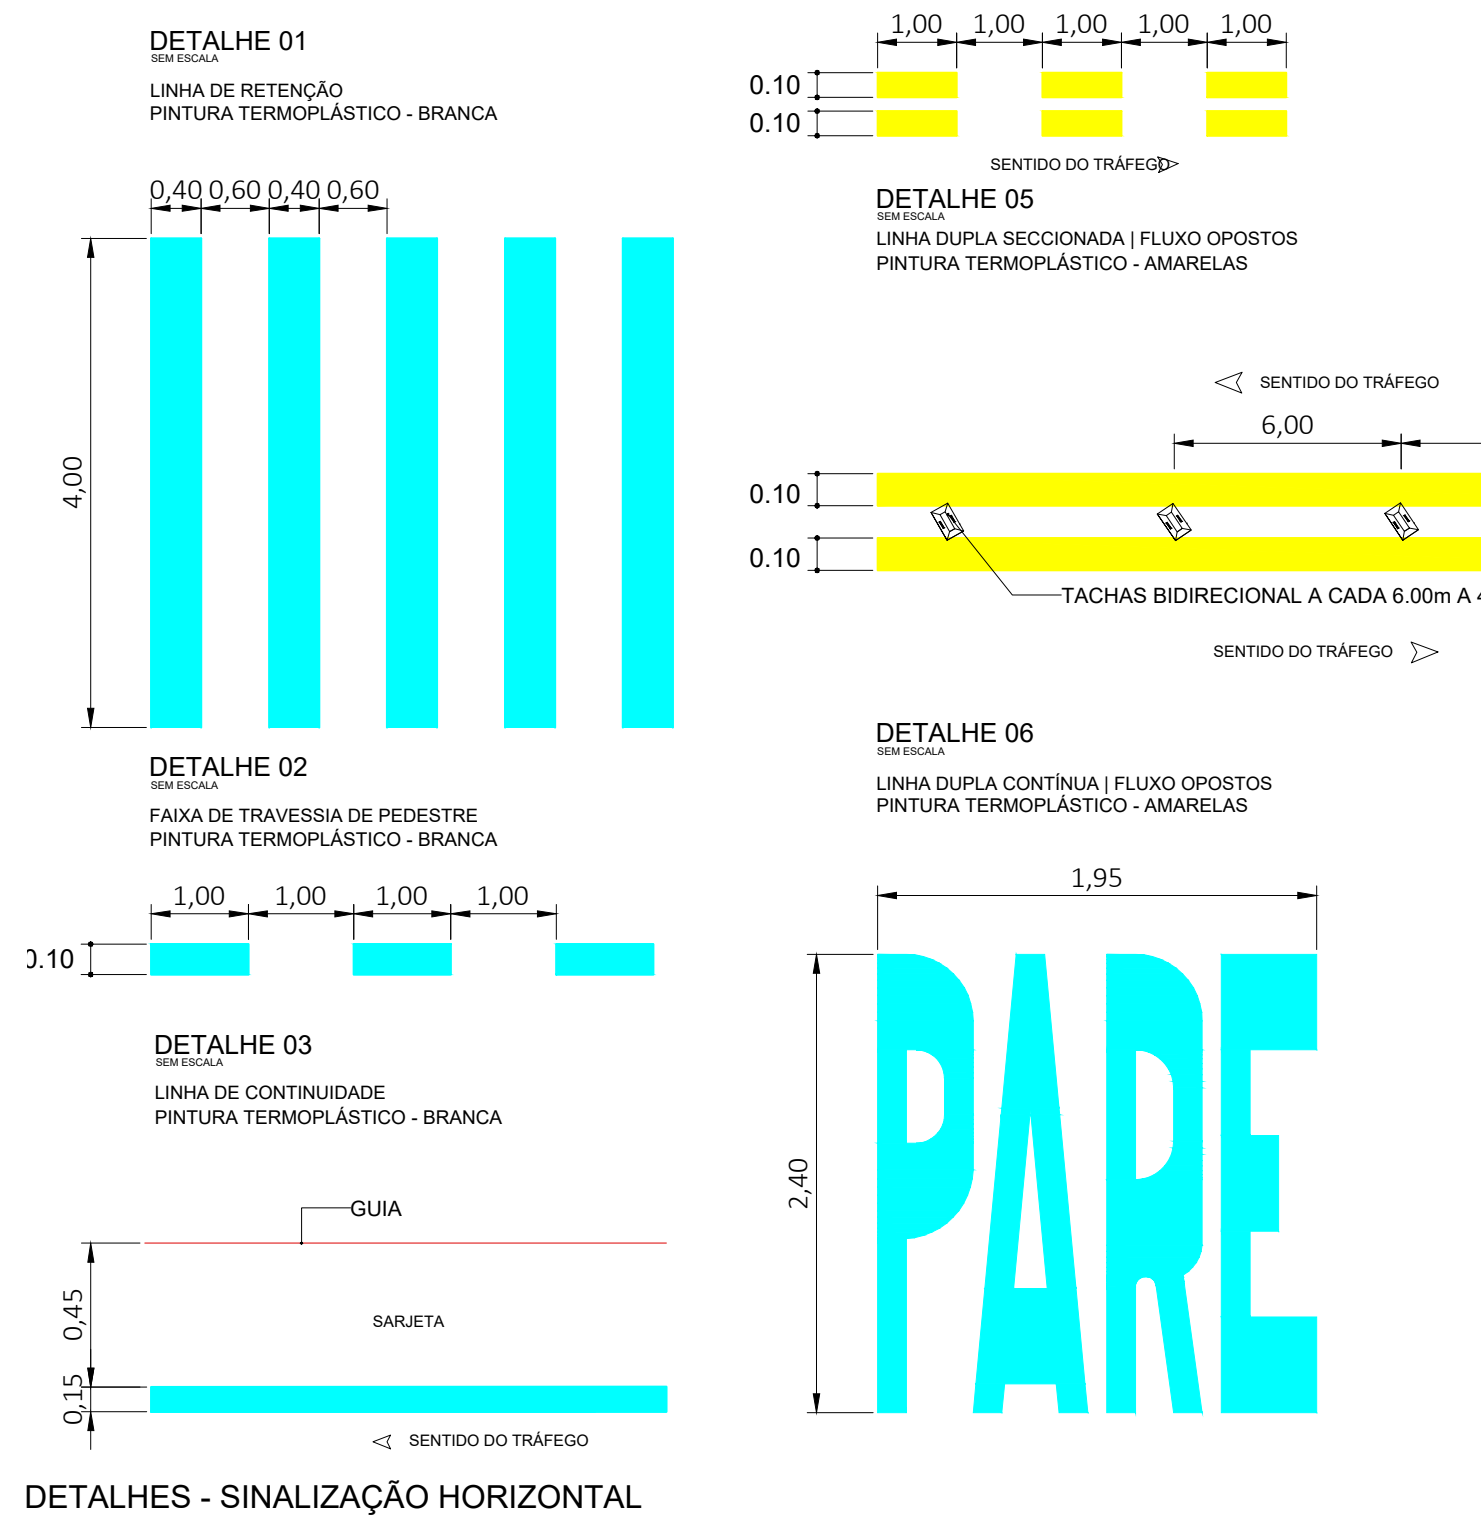 DETALHE 01
SEM ESCALA
LINHA DE RETENÇÃO
PINTURA TERMOPLÁSTICO - BRANCA
0,40 0,60 0,40 0,60
4,00
DETALHE 02
SEM ESCALA
FAIXA DE TRAVESSIA DE PEDESTRE
PINTURA TERMOPLÁSTICO - BRANCA
1,00 1,00 1,00 1,00
0.10
DETALHE 03
SEM ESCALA
LINHA DE CONTINUIDADE
PINTURA TERMOPLÁSTICO - BRANCA
GUIA
0,45
SARJETA
0,15
SENTIDO DO TRÁFEGO
DETALHES - SINALIZAÇÃO HORIZONTAL
1,00 1,00 1,00 1,00 1,00
0.10
0.10
SENTIDO DO TRÁFEGO
DETALHE 05
SEM ESCALA
LINHA DUPLA SECCIONADA | FLUXO OPOSTOS
PINTURA TERMOPLÁSTICO - AMARELAS
SENTIDO DO TRÁFEGO
6,00
0.10
0.10
TACHAS BIDIRECIONAL A CADA 6.00m A
SENTIDO DO TRÁFEGO
DETALHE 06
SEM ESCALA
LINHA DUPLA CONTÍNUA | FLUXO OPOSTOS
PINTURA TERMOPLÁSTICO - AMARELAS
1,95
2,40
PARE